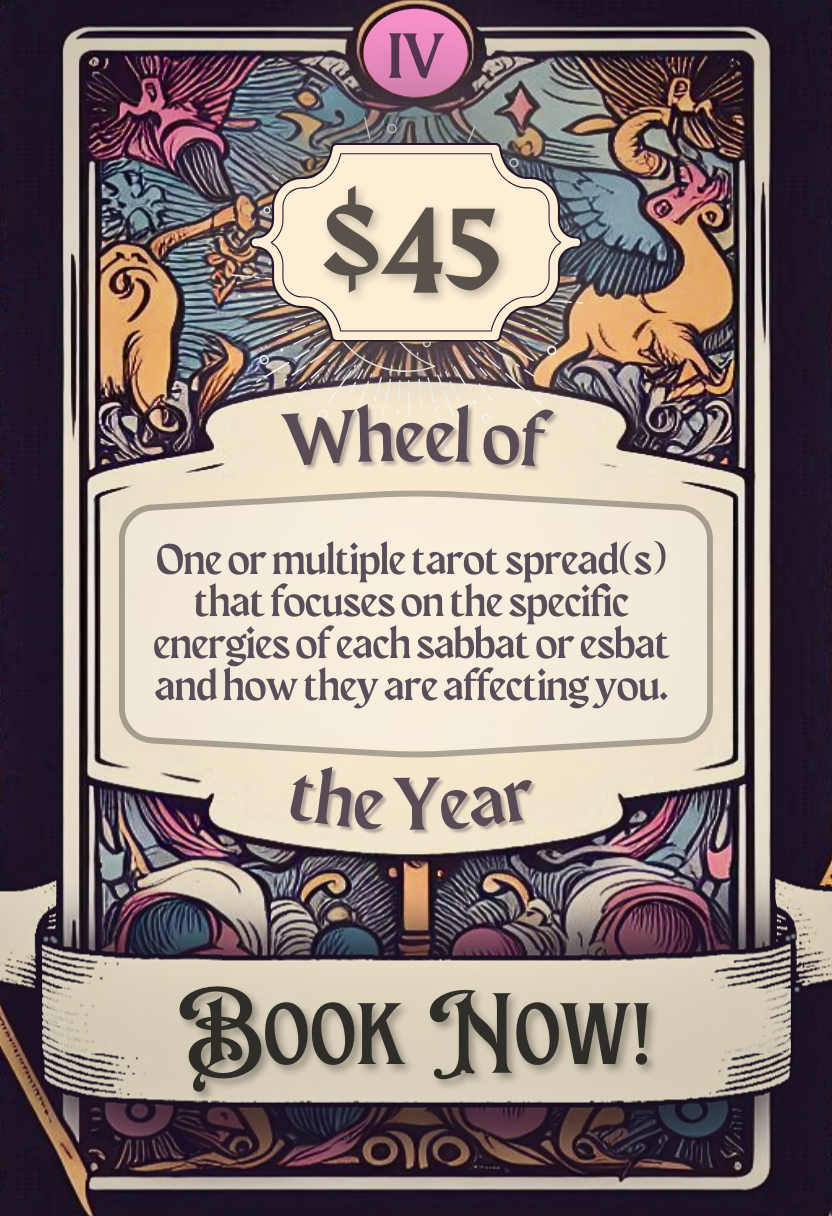 IV
$45
Wheel of
One or multiple tarot spread(s)
that focuses on the specific
energies of each sabbat or esbat
and how they are affecting you.
the Year
Book Now!